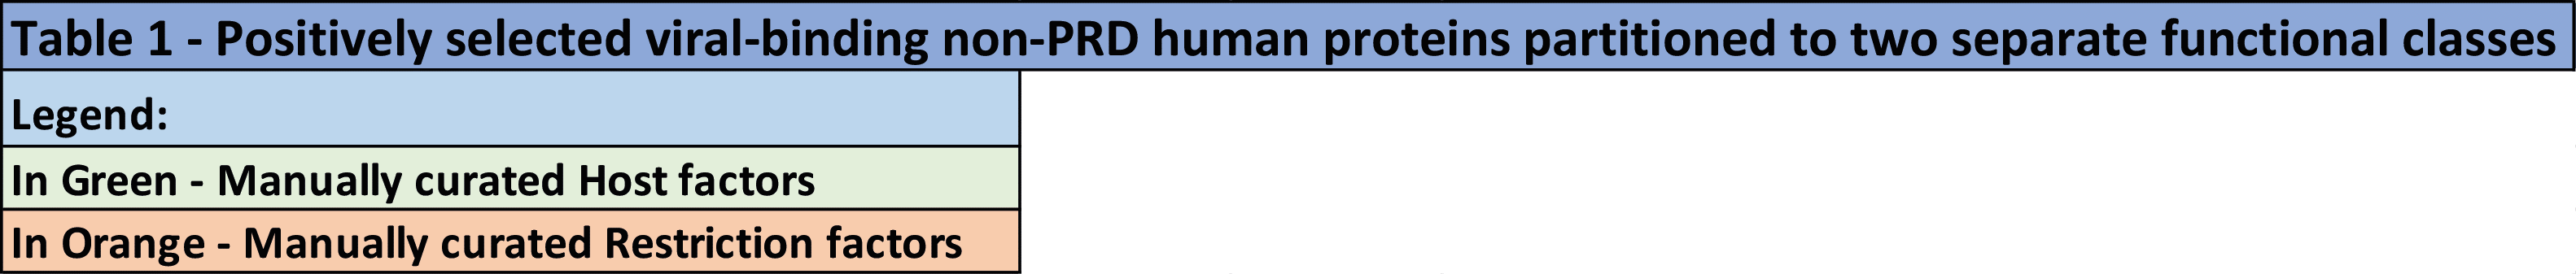 Table 1 - Positively selected viral-binding non-PRD human proteins partitioned to two separate functional classes
Legend:
In Green - Manually curated Host factors
In Orange - Manually curated Restriction factors